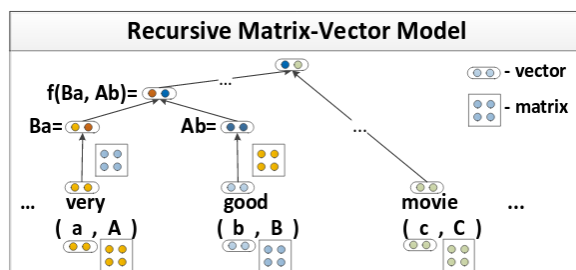 Recursive Matrix-Vector Model
... - vector
f(Ba, Ab)= ...
- matrix
Ba= Ab= ...
... very good movie ...
( a , A ) ( b , B ) ( c , C )